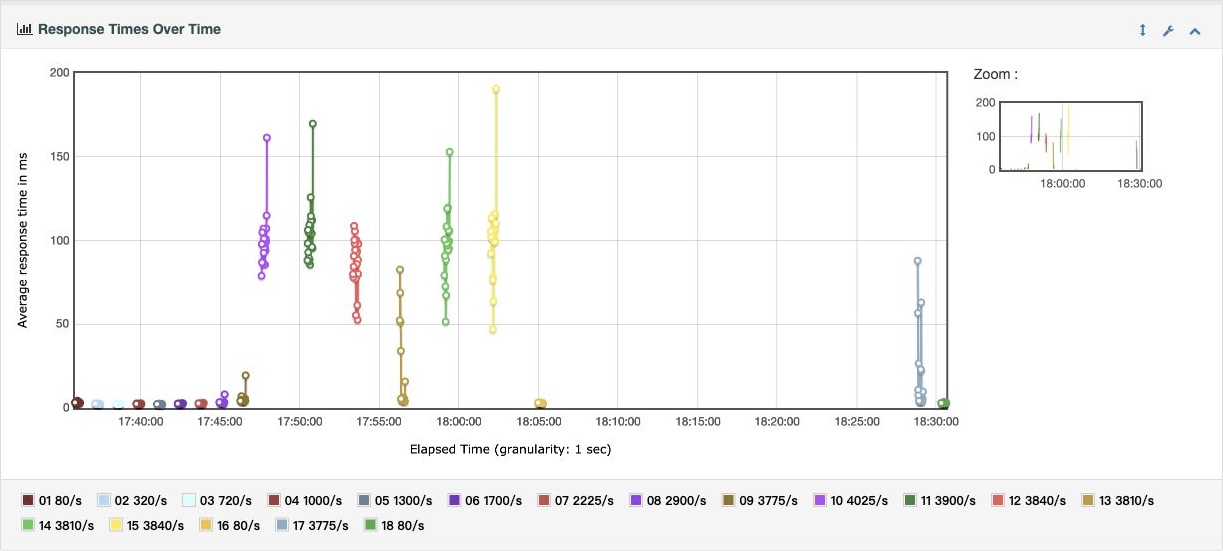 Response Times Over Time
Zoom :
200
150
100
50
0
Average response time in ms
17:40:00 17:45:00 17:50:00 17:55:00 18:00:00 18:05:00 18:10:00 18:15:00 18:20:00 18:25:00 18:30:00
Elapsed Time (granularity: 1 sec)
200
100
0
18:00:00 18:30:00
01 80/s 02 320/s 03 720/s 04 1000/s 05 1300/s 06 1700/s 07 2225/s 08 2900/s 09 3775/s 10 4025/s 11 3900/s 12 3840/s 13 3810/s
14 3810/s 15 3840/s 16 80/s 17 3775/s 18 80/s